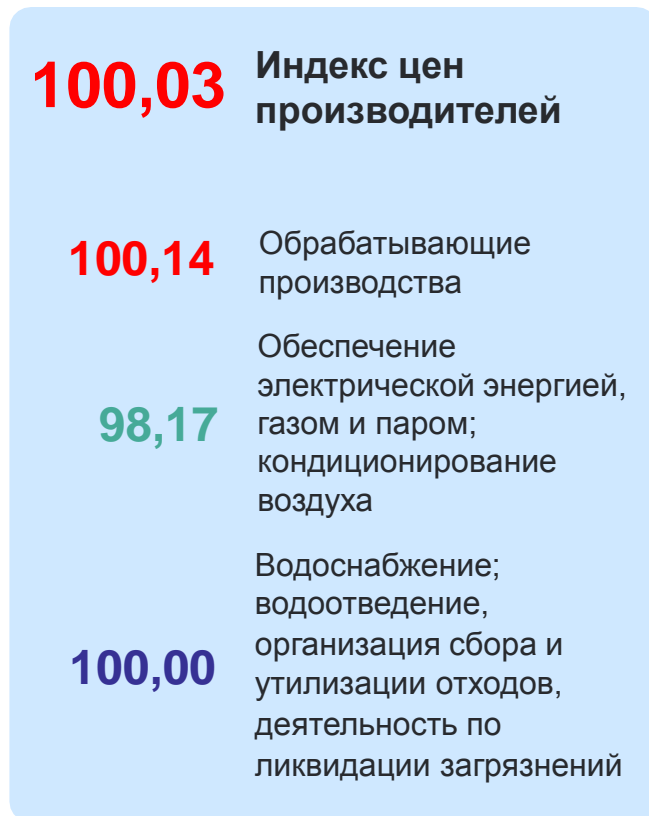 100,03
Индекс цен
производителей
100,14
Обрабатывающие
производства
98,17
Обеспечение
электрической энергией,
газом и паром;
кондиционирование
воздуха
100,00
Водоснабжение;
водоотведение,
организация сбора и
утилизации отходов,
деятельность по
ликвидации загрязнений